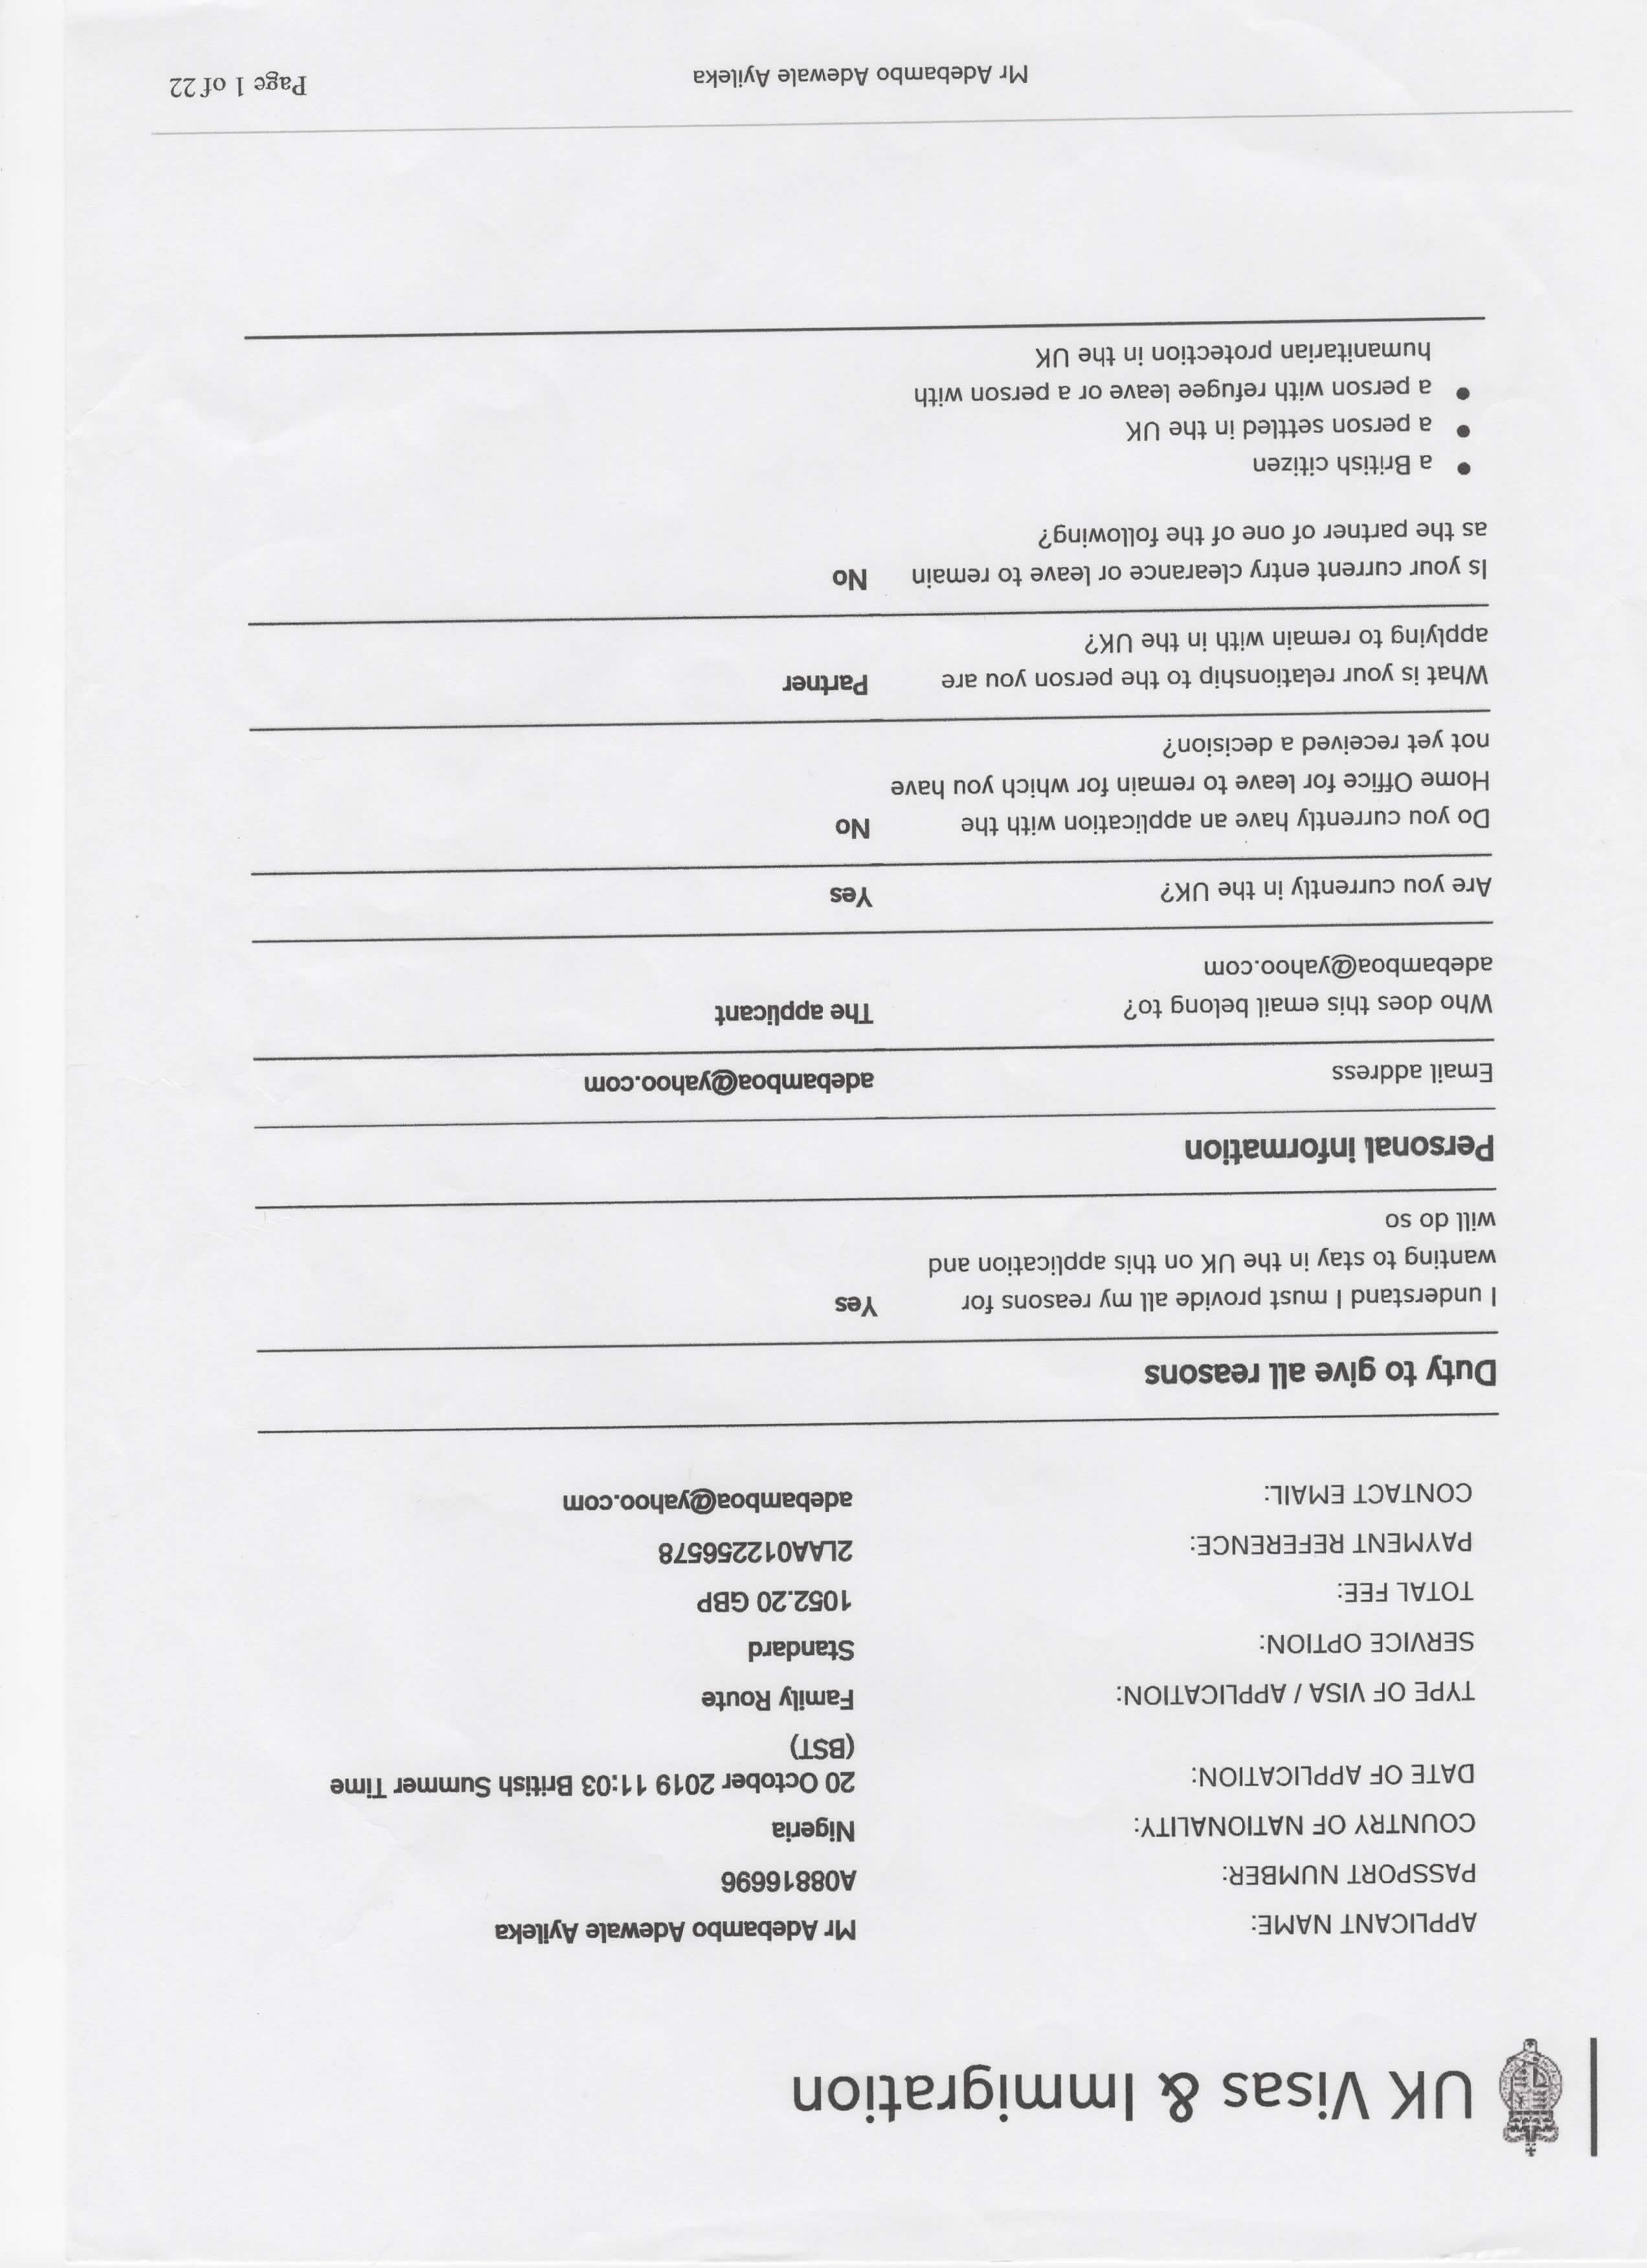 UK Visas & Immigration
APPLICANT NAME: Mr Adebambo Adewale Ayileka
PASSPORT NUMBER: A08816696
COUNTRY OF NATIONALITY: Nigeria
DATE OF APPLICATION: 20 October 2019 11:03 British Summer Time
(BST)
TYPE OF VISA / APPLICATION: Family Route
SERVICE OPTION: Standard
TOTAL FEE: 1052.20 GBP
PAYMENT REFERENCE: 2LAA012256578
CONTACT EMAIL: adebamboa@yahoo.com
Duty to give all reasons
I understand I must provide all my reasons for Yes
wanting to stay in the UK on this application and
will do so
Personal information
Email address adebamboa@yahoo.com
Who does this email belong to? The applicant
adebamboa@yahoo.com
Are you currently in the UK? Yes
Do you currently have an application with the No
Home Office for leave to remain for which you have
not yet received a decision?
What is your relationship to the person you are Partner
applying to remain with in the UK?
Is your current entry clearance or leave to remain No
as the partner of one of the following?
• a British citizen
• a person settled in the UK
• a person with refugee leave or a person with
humanitarian protection in the UK
Mr Adebambo Adewale Ayileka Page 1 of 22